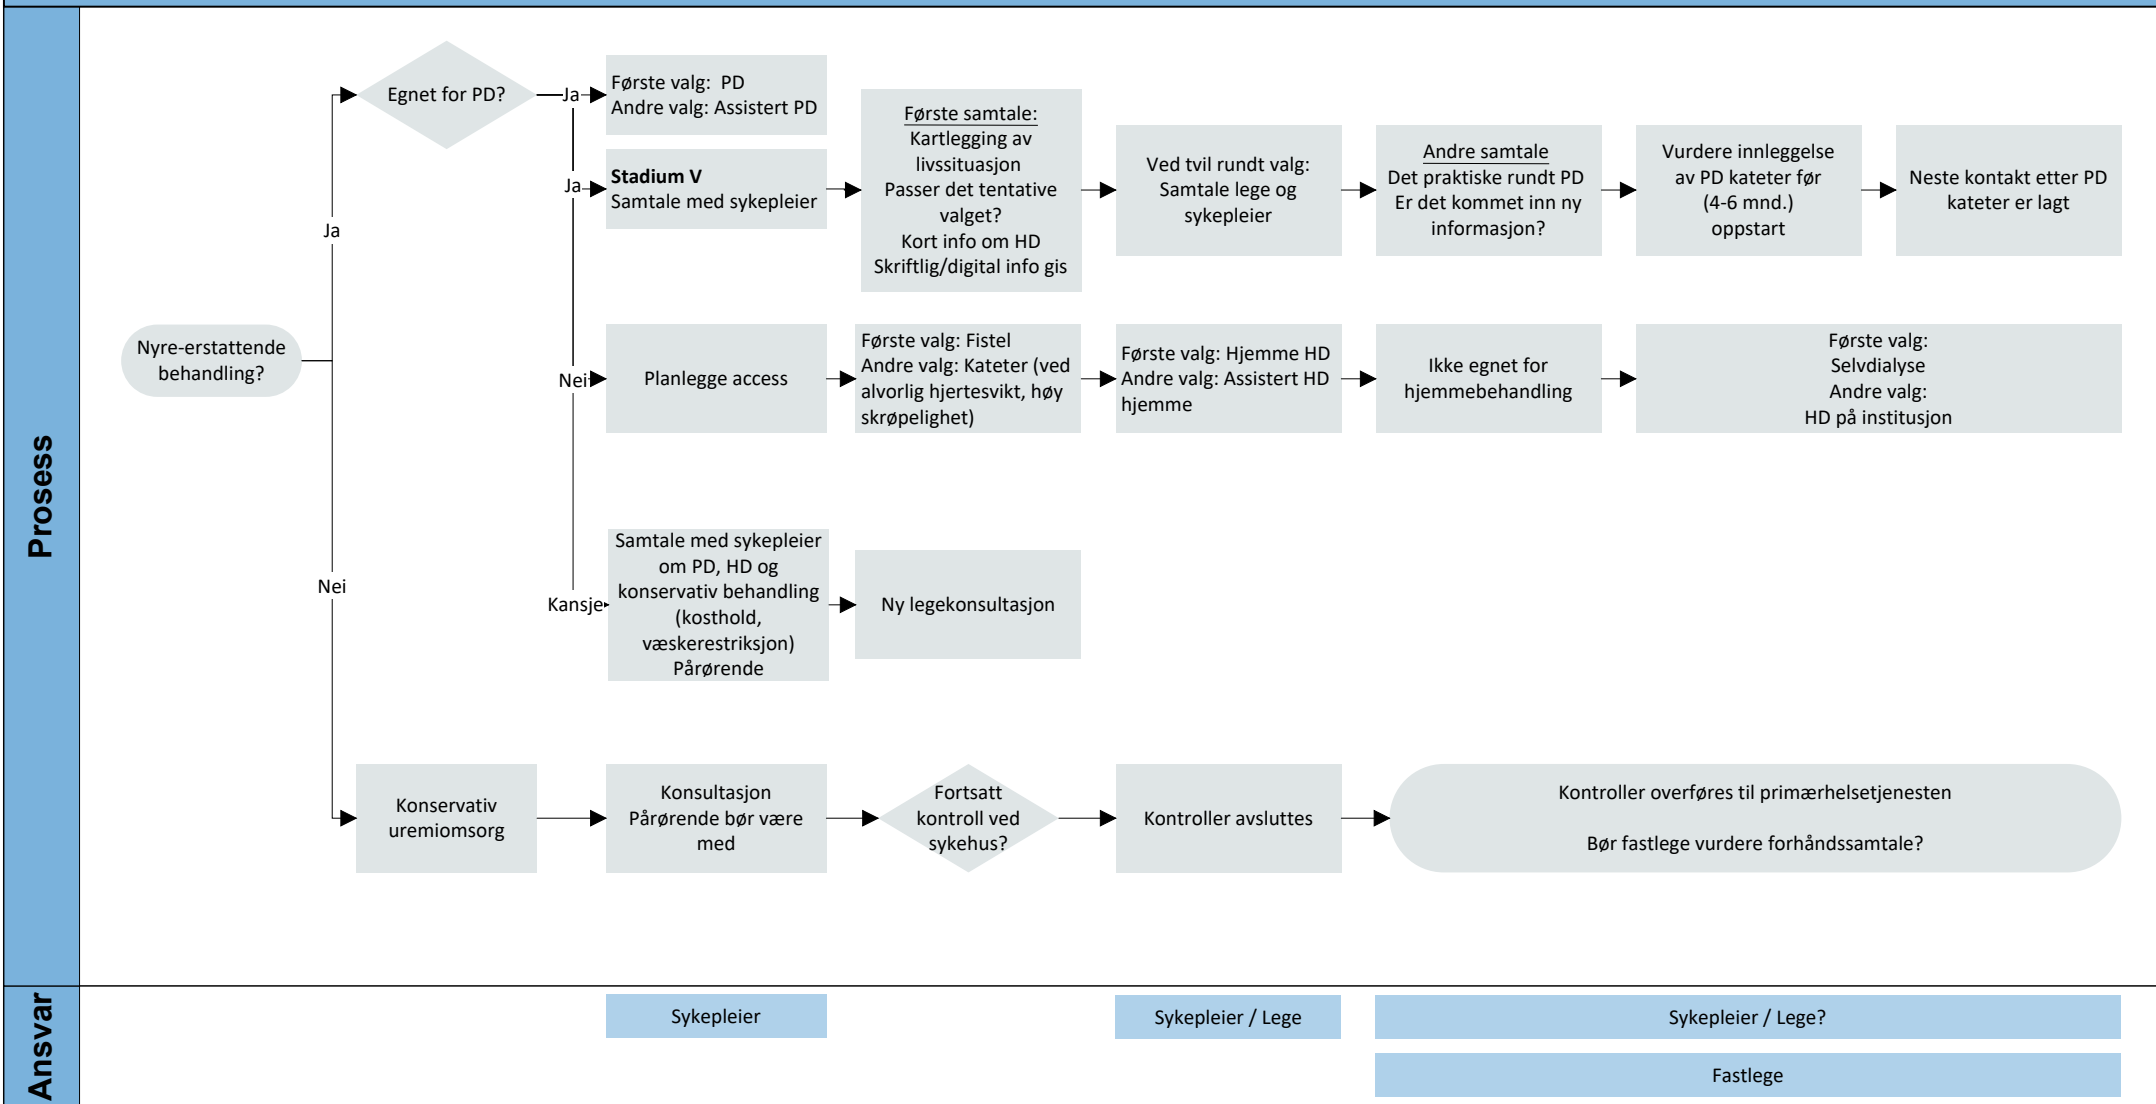 Prosess
Nyre-erstattende
behandling?
Ja
Nei
Egnet for PD?
Ja
Ja
Nei
Kansje
Første valg: PD
Andre valg: Assistert PD
Stadium V
Samtale med sykepleier
Første samtale:
Kartlegging av
livssituasjon
Passer det tentative
valget?
Kort info om HD
Skriftlig/digital info gis
Ved tvil rundt valg:
Samtale lege og
sykepleier
Andre samtale
Det praktiske rundt PD
Er det kommet inn ny
informasjon?
Vurdere innleggelse
av PD kateter før
(4-6 mnd.)
oppstart
Neste kontakt etter PD
kateter er lagt
Planlegge access
Første valg: Fistel
Andre valg: Kateter (ved
alvorlig hjertesvikt, høy
skrøpelighet)
Første valg: Hjemme HD
Andre valg: Assistert HD
hjemme
Ikke egnet for
hjemmebehandling
Første valg:
Selvdialyse
Andre valg:
HD på institusjon
Samtale med sykepleier
om PD, HD og
konservativ behandling
(kosthold,
væskerestriksjon)
Pårørende
Ny legekonsultasjon
Konservativ
uremiomsorg
Konsultasjon
Pårørende bør være
med
Fortsatt
kontroll ved
sykehus?
Kontroller avsluttes
Kontroller overføres til primærhelsetjenesten
Bør fastlege vurdere forhåndssamtale?
Ansvar
Sykepleier
Sykepleier / Lege
Sykepleier / Lege?
Fastlege